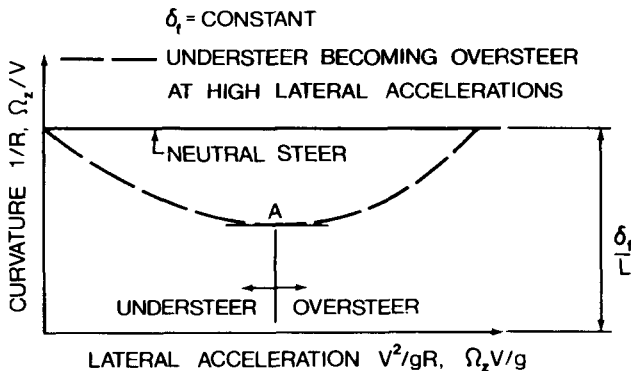 δf = CONSTANT
UNDERSTEER BECOMING OVERSTEER
AT HIGH LATERAL ACCELERATIONS
CURVATURE 1/R, Ωz/V
NEUTRAL STEER
A
δf
L
UNDERSTEER OVERSTEER
LATERAL ACCELERATION V²/gR, ΩzV/g